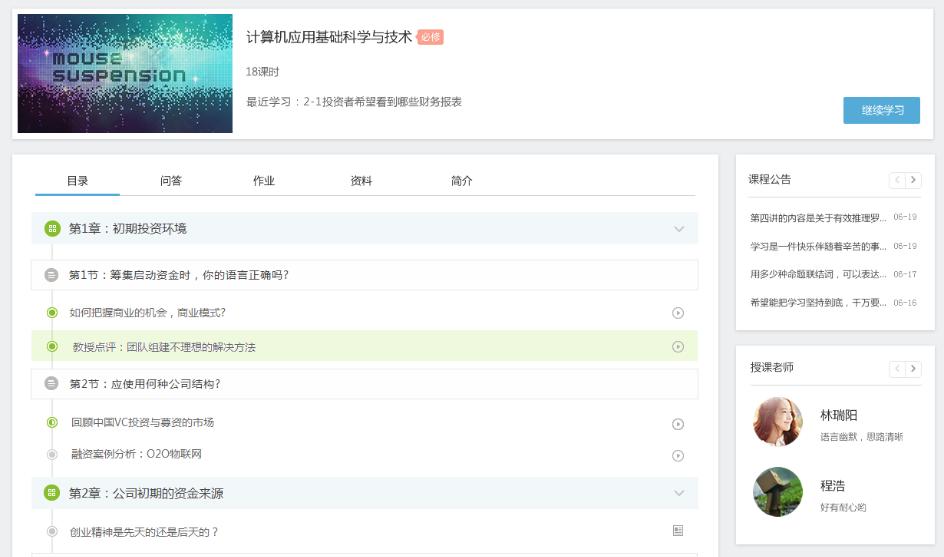 mouse
suspension
计算机应用基础科学与技术 必修
18课时
最近学习：2-1投资者希望看到哪些财务报表
继续学习
目录 问答 作业 资料 简介
第1章：初期投资环境
第1节：筹集启动资金时，你的语言正确吗?
如何把握商业的机会，商业模式?
教授点评：团队组建不理想的解决方法
第2节：应使用何种公司结构?
回顾中国VC投资与募资的市场
融资案例分析：O2O物联网
第2章：公司初期的资金来源
创业精神是先天的还是后天的？
课程公告
第四讲的内容是关于有效推理罗... 06-19
学习是一件快乐伴随着辛苦的事... 06-19
用多少种命题联结词，可以表达... 06-17
希望能把学习坚持到底，千万要... 06-16
授课老师
林瑞阳
语言幽默，思路清晰
程浩
好有耐心哟